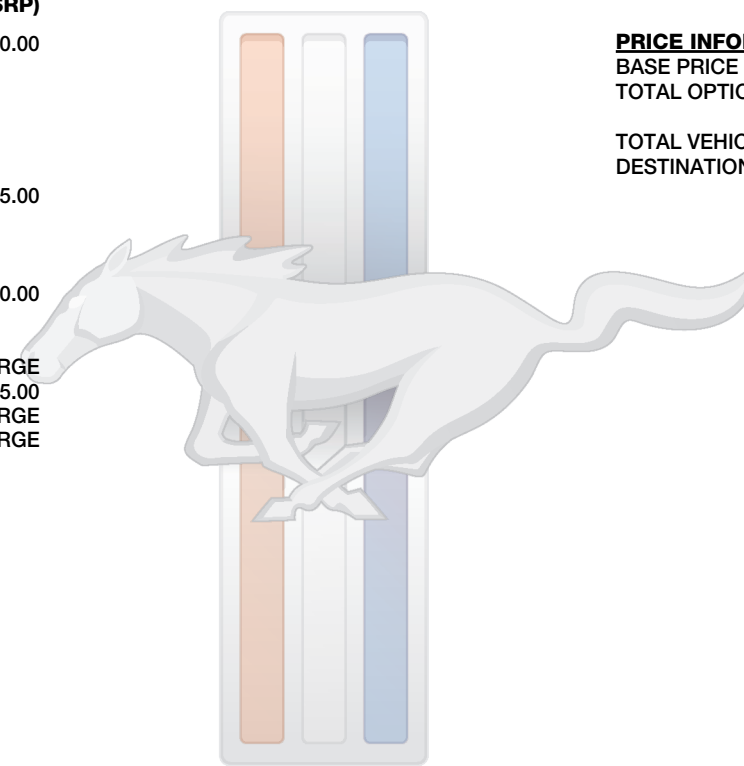 SRP)
0.00
5.00
0.00
RGE
5.00
RGE
RGE
PRICE INFO
BASE PRICE
TOTAL OPTIO
TOTAL VEHIC
DESTINATION